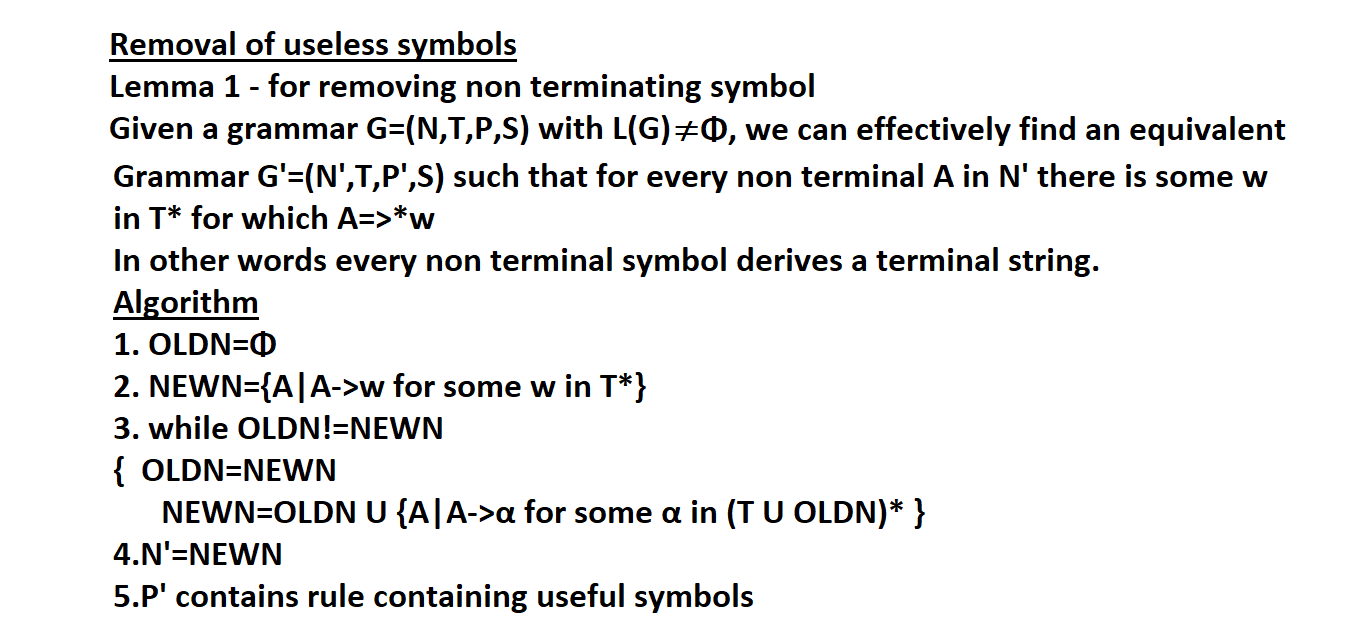 Removal of useless symbols
Lemma 1 - for removing non terminating symbol
Given a grammar G=(N,T,P,S) with L(G)≠Φ, we can effectively find an equivalent
Grammar G'=(N',T,P',S) such that for every non terminal A in N' there is some w
in T* for which A=>*w
In other words every non terminal symbol derives a terminal string.
Algorithm
1. OLDN=Φ
2. NEWN={A|A->w for some w in T*}
3. while OLDN!=NEWN
{ OLDN=NEWN
NEWN=OLDN U {A|A->α for some α in (T U OLDN)* }
4.N'=NEWN
5.P' contains rule containing useful symbols